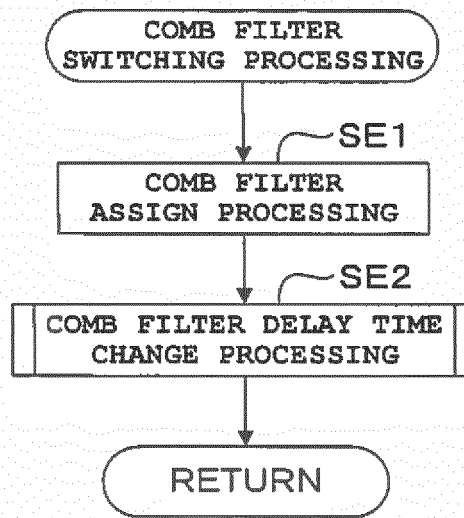 COMB FILTER
SWITCHING PROCESSING
SE1
COMB FILTER
ASSIGN PROCESSING
SE2
COMB FILTER DELAY TIME
CHANGE PROCESSING
RETURN